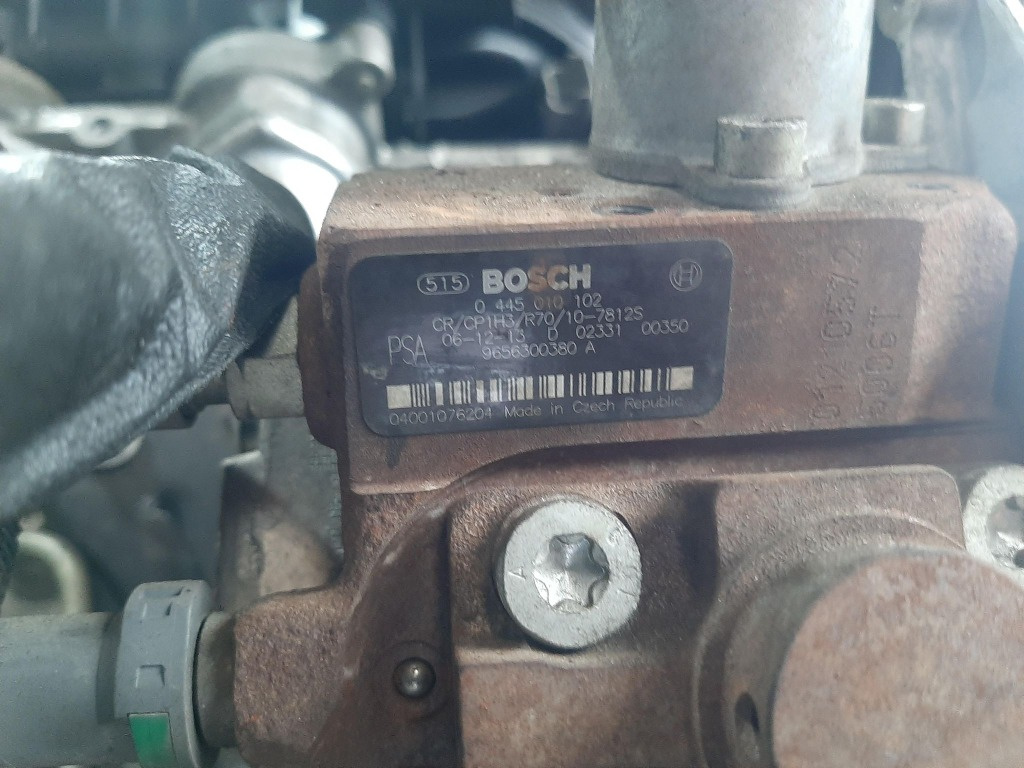 515 BOSCH
0 445 010 102
CR/CP1H3/R70/10-7812S
PSA 06-12-13 D 02331 00350
9656300380 A
04001076204 Made in Czech Republic